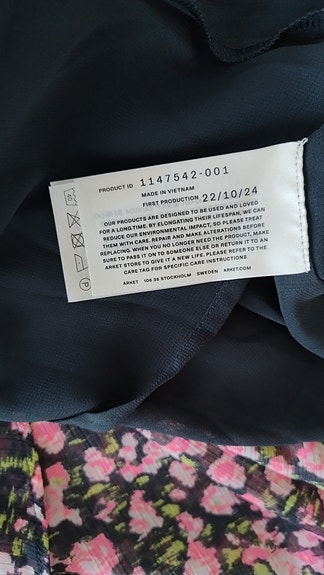 PRODUCT ID 1147542-001
MADE IN VIETNAM
FIRST PRODUCTION 22/10/24
OUR PRODUCTS ARE DESIGNED TO BE USED AND LOVED
FOR A LONG TIME. BY ELONGATING THEIR LIFESPAN, WE CAN
REDUCE OUR ENVIRONMENTAL IMPACT, SO PLEASE TREAT
THEM WITH CARE. REPAIR AND MAKE ALTERATIONS BEFORE
REPLACING. WHEN YOU NO LONGER NEED THE PRODUCT, MAKE
SURE TO PASS IT ON TO SOMEONE ELSE OR RETURN IT TO AN
ARKET STORE TO GIVE IT A NEW LIFE. PLEASE REFER TO THE
CARE TAG FOR SPECIFIC CARE INSTRUCTIONS.
ARKET 106 38 STOCKHOLM SWEDEN ARKET.COM
30
P